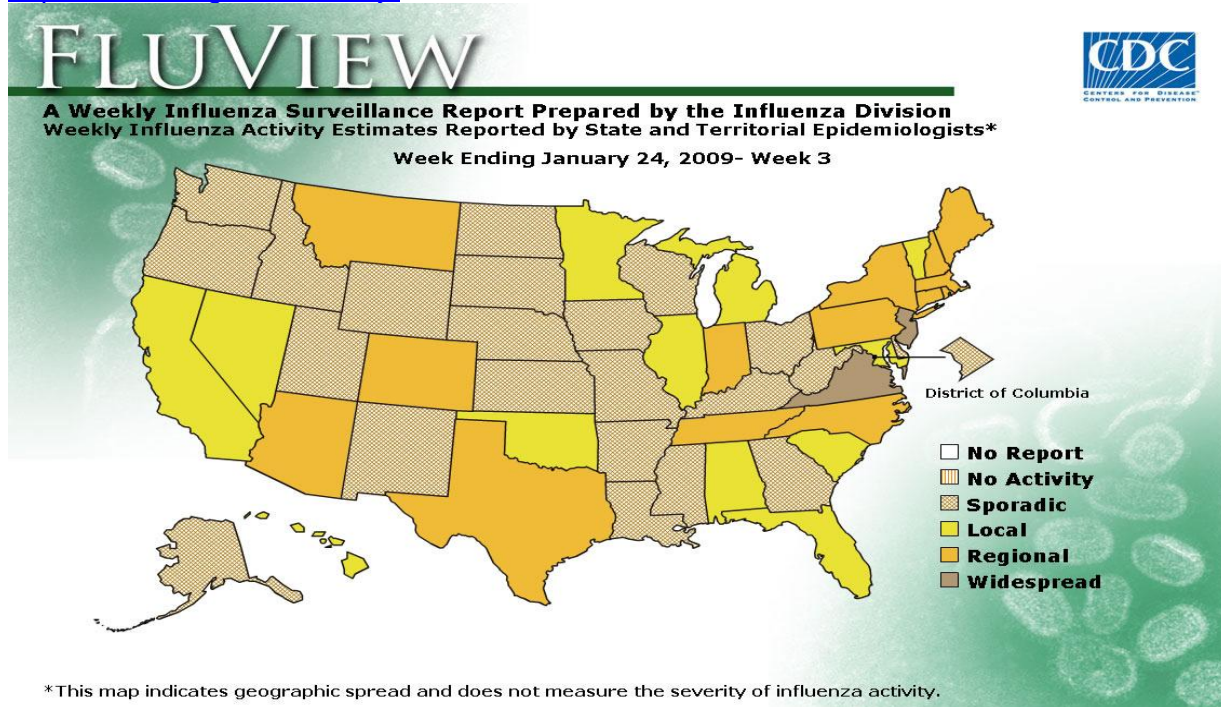 FLUVIEW
CDC
CENTERS FOR DISEASE
CONTROL AND PREVENTION
A Weekly Influenza Surveillance Report Prepared by the Influenza Division
Weekly Influenza Activity Estimates Reported by State and Territorial Epidemiologists*
Week Ending January 24, 2009- Week 3
District of Columbia
No Report
No Activity
Sporadic
Local
Regional
Widespread
*This map indicates geographic spread and does not measure the severity of influenza activity.